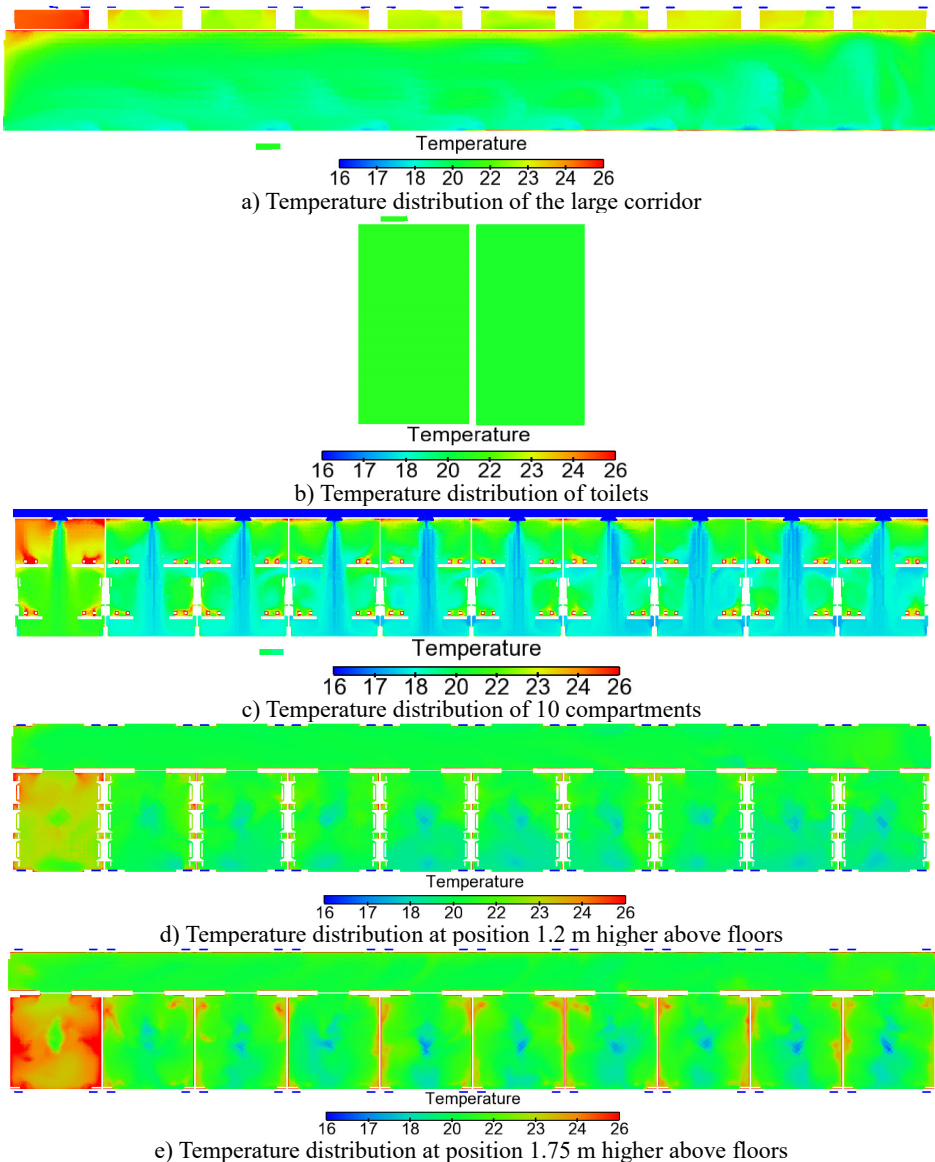 Temperature
16 17 18 20 22 23 24 26
a) Temperature distribution of the large corridor
Temperature
16 17 18 20 22 23 24 26
b) Temperature distribution of toilets
Temperature
16 17 18 20 22 23 24 26
c) Temperature distribution of 10 compartments
Temperature
16 17 18 20 22 23 24 26
d) Temperature distribution at position 1.2 m higher above floors
Temperature
16 17 18 20 22 23 24 26
e) Temperature distribution at position 1.75 m higher above floors